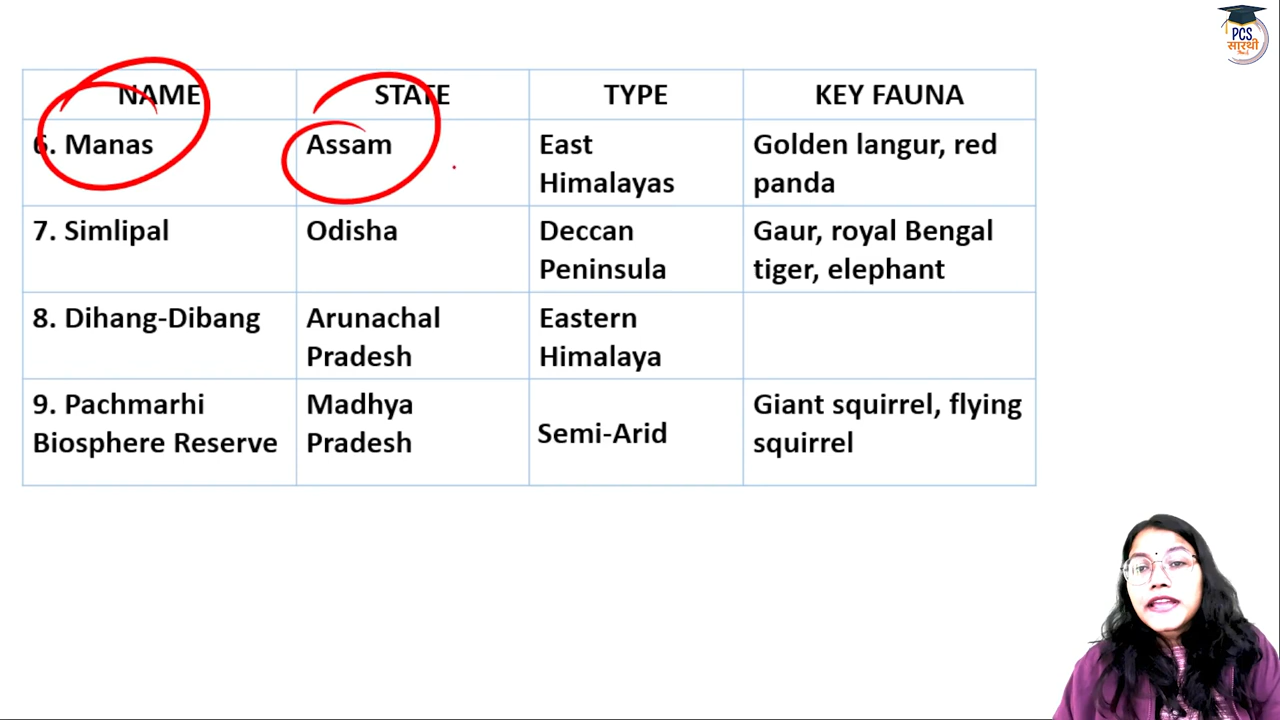 PCS
सारथी
NAME STATE TYPE KEY FAUNA
6. Manas Assam East Golden langur, red
Himalayas panda
7. Simlipal Odisha Deccan Gaur, royal Bengal
Peninsula tiger, elephant
8. Dihang-Dibang Arunachal Eastern
Pradesh Himalaya
9. Pachmarhi Madhya Giant squirrel, flying
Biosphere Reserve Pradesh Semi-Arid squirrel